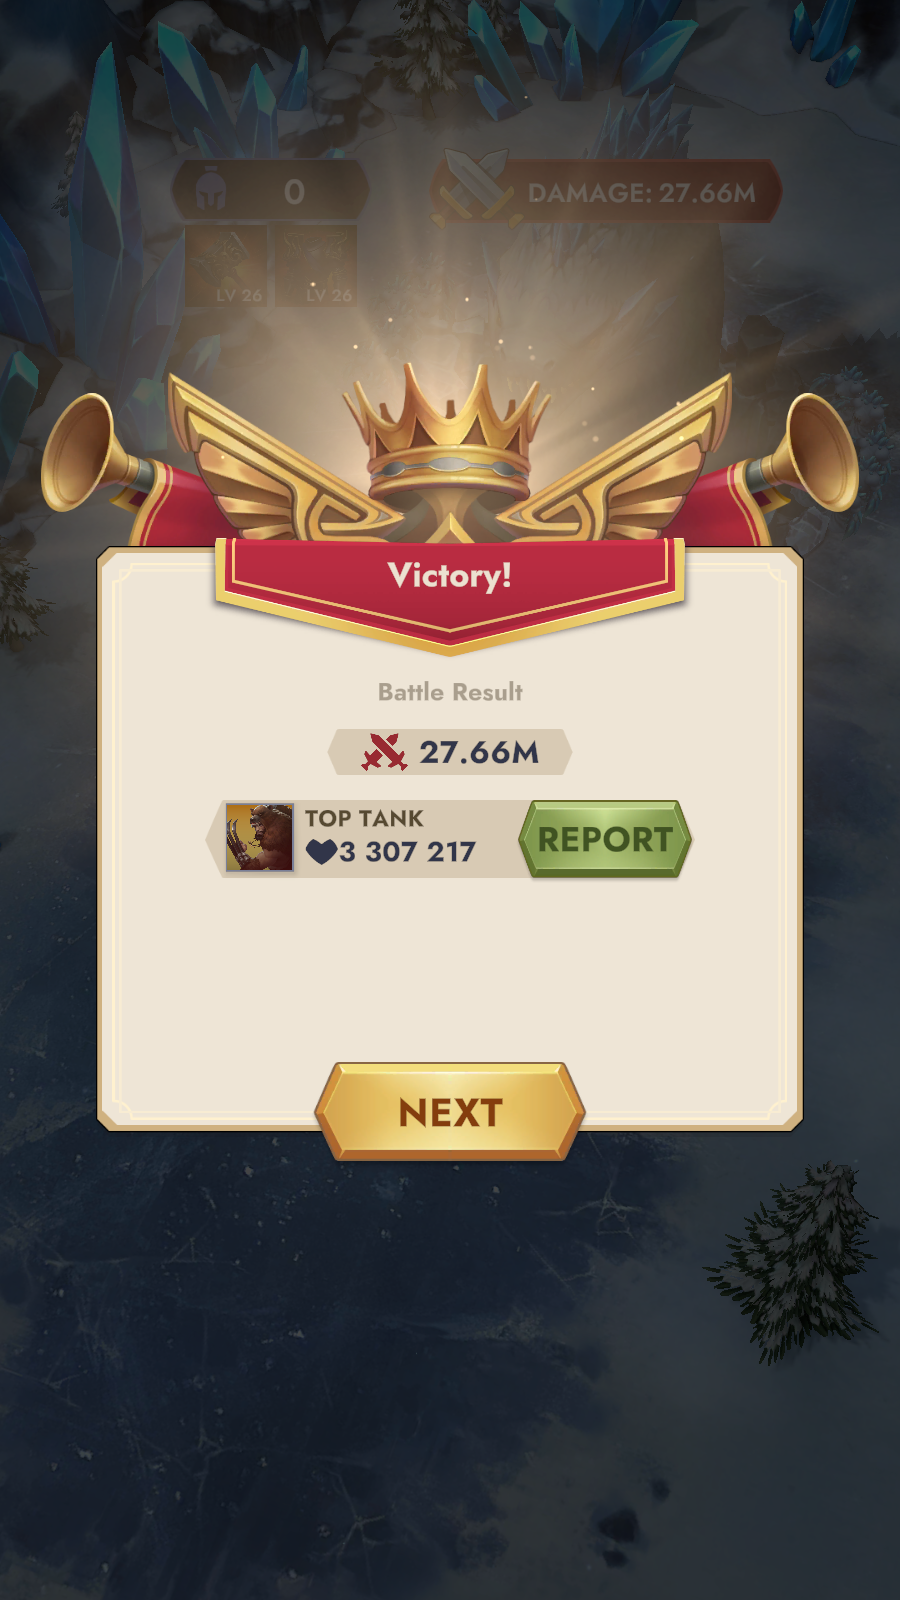 0
DAMAGE: 27.66M
LV 26
LV 26
Victory!
Battle Result
27.66M
TOP TANK
3 307 217
REPORT
NEXT